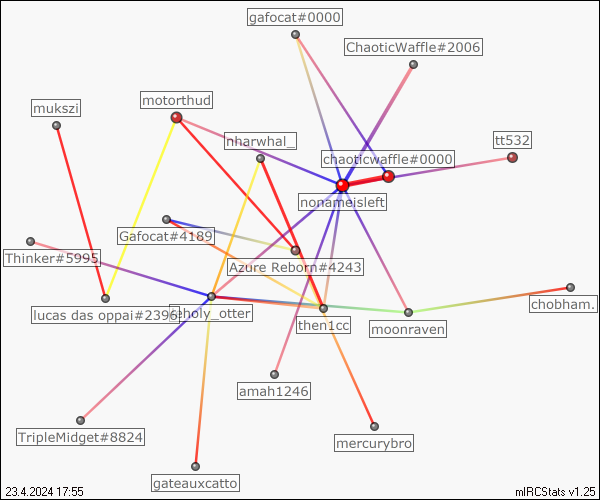 gafocat#0000
ChaoticWaffle#2006
motorthud
mukszi
nharwhal_
tt532
chaoticwaffle#0000
nonameisleft
Gafocat#4189
Thinker#5995
Azure Reborn#4243
lucas das oppai#2396
eholy_otter
then1cc
moonraven
chobham.
amah1246
TripleMidget#8824
mercurybro
gateauxcatto
23.4.2024 17:55
mIRCStats v1.25